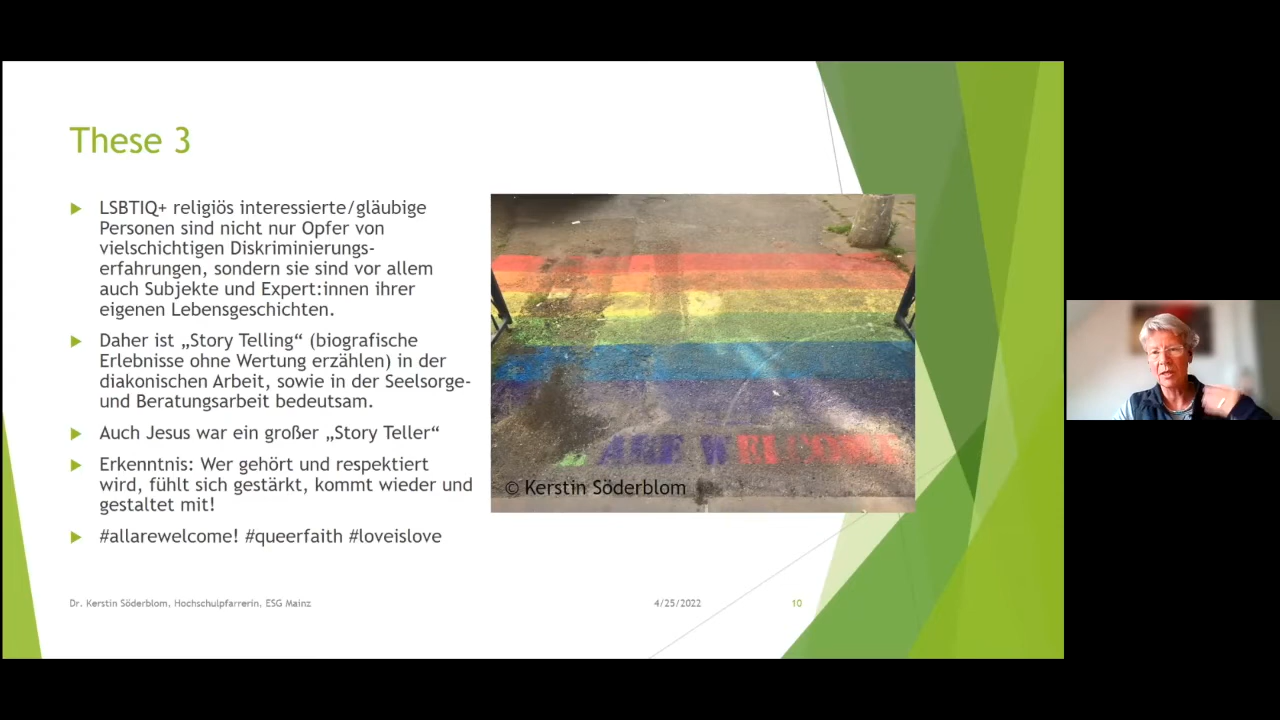 These 3
LSBTIQ+ religiös interessierte/gläubige
Personen sind nicht nur Opfer von
vielschichtigen Diskriminierungs-
erfahrungen, sondern sie sind vor allem
auch Subjekte und Expert:innen ihrer
eigenen Lebensgeschichten.
Daher ist „Story Telling“ (biografische
Erlebnisse ohne Wertung erzählen) in der
diakonischen Arbeit, sowie in der Seelsorge-
und Beratungsarbeit bedeutsam.
Auch Jesus war ein großer „Story Teller“
Erkenntnis: Wer gehört und respektiert
wird, fühlt sich gestärkt, kommt wieder und
gestaltet mit!
#allarewelcome! #queerfaith #loveislove
ARE WELCOME
© Kerstin Söderblom
Dr. Kerstin Söderblom, Hochschulpfarrerin, ESG Mainz
4/25/2022
10